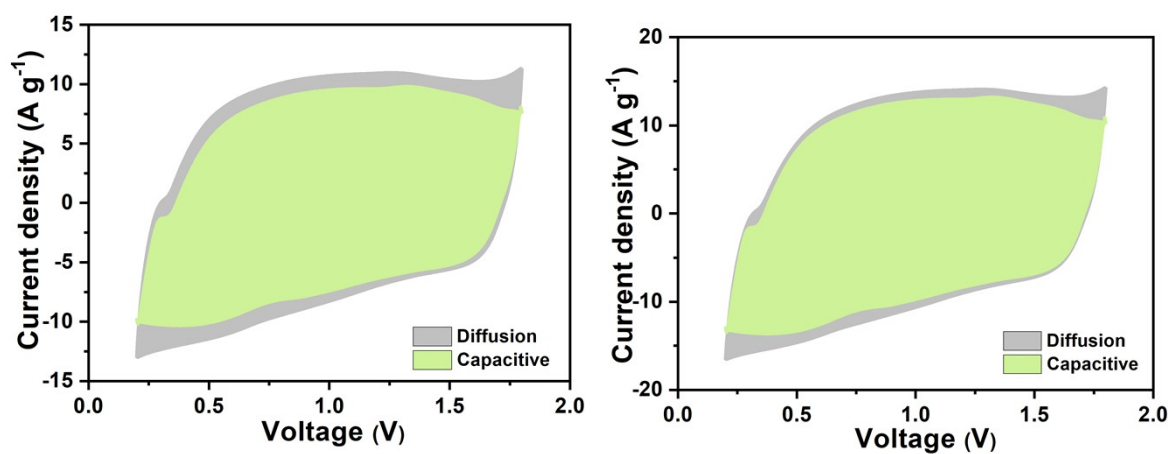 15
10
5
0
-5
-10
-15
Current density (A g-1)
0.0
0.5
1.0
1.5
2.0
Voltage (V)
Diffusion
Capacitive
20
10
0
-10
-20
Current density (A g-1)
0.0
0.5
1.0
1.5
2.0
Voltage (V)
Diffusion
Capacitive